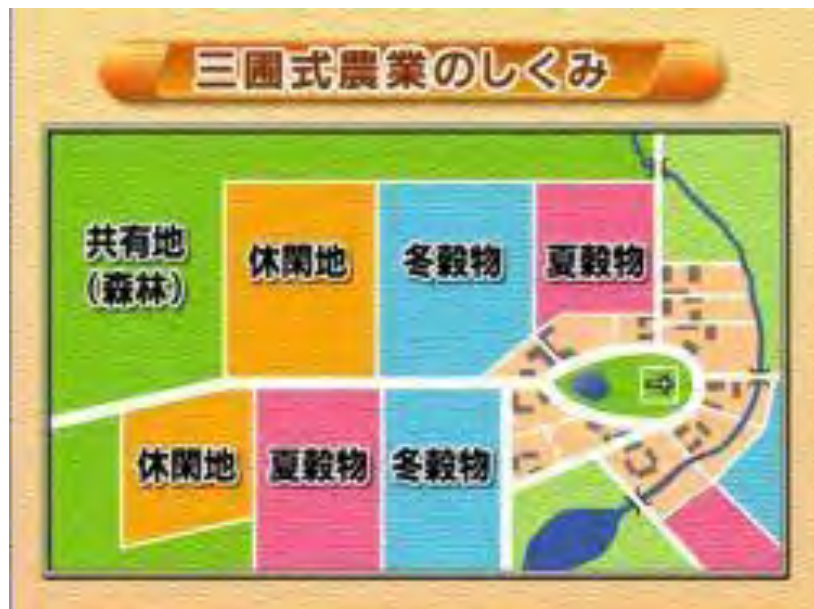 三圃式農業のしくみ
共有地
（森林）
休閑地
冬穀物
夏穀物
休閑地
夏穀物
冬穀物